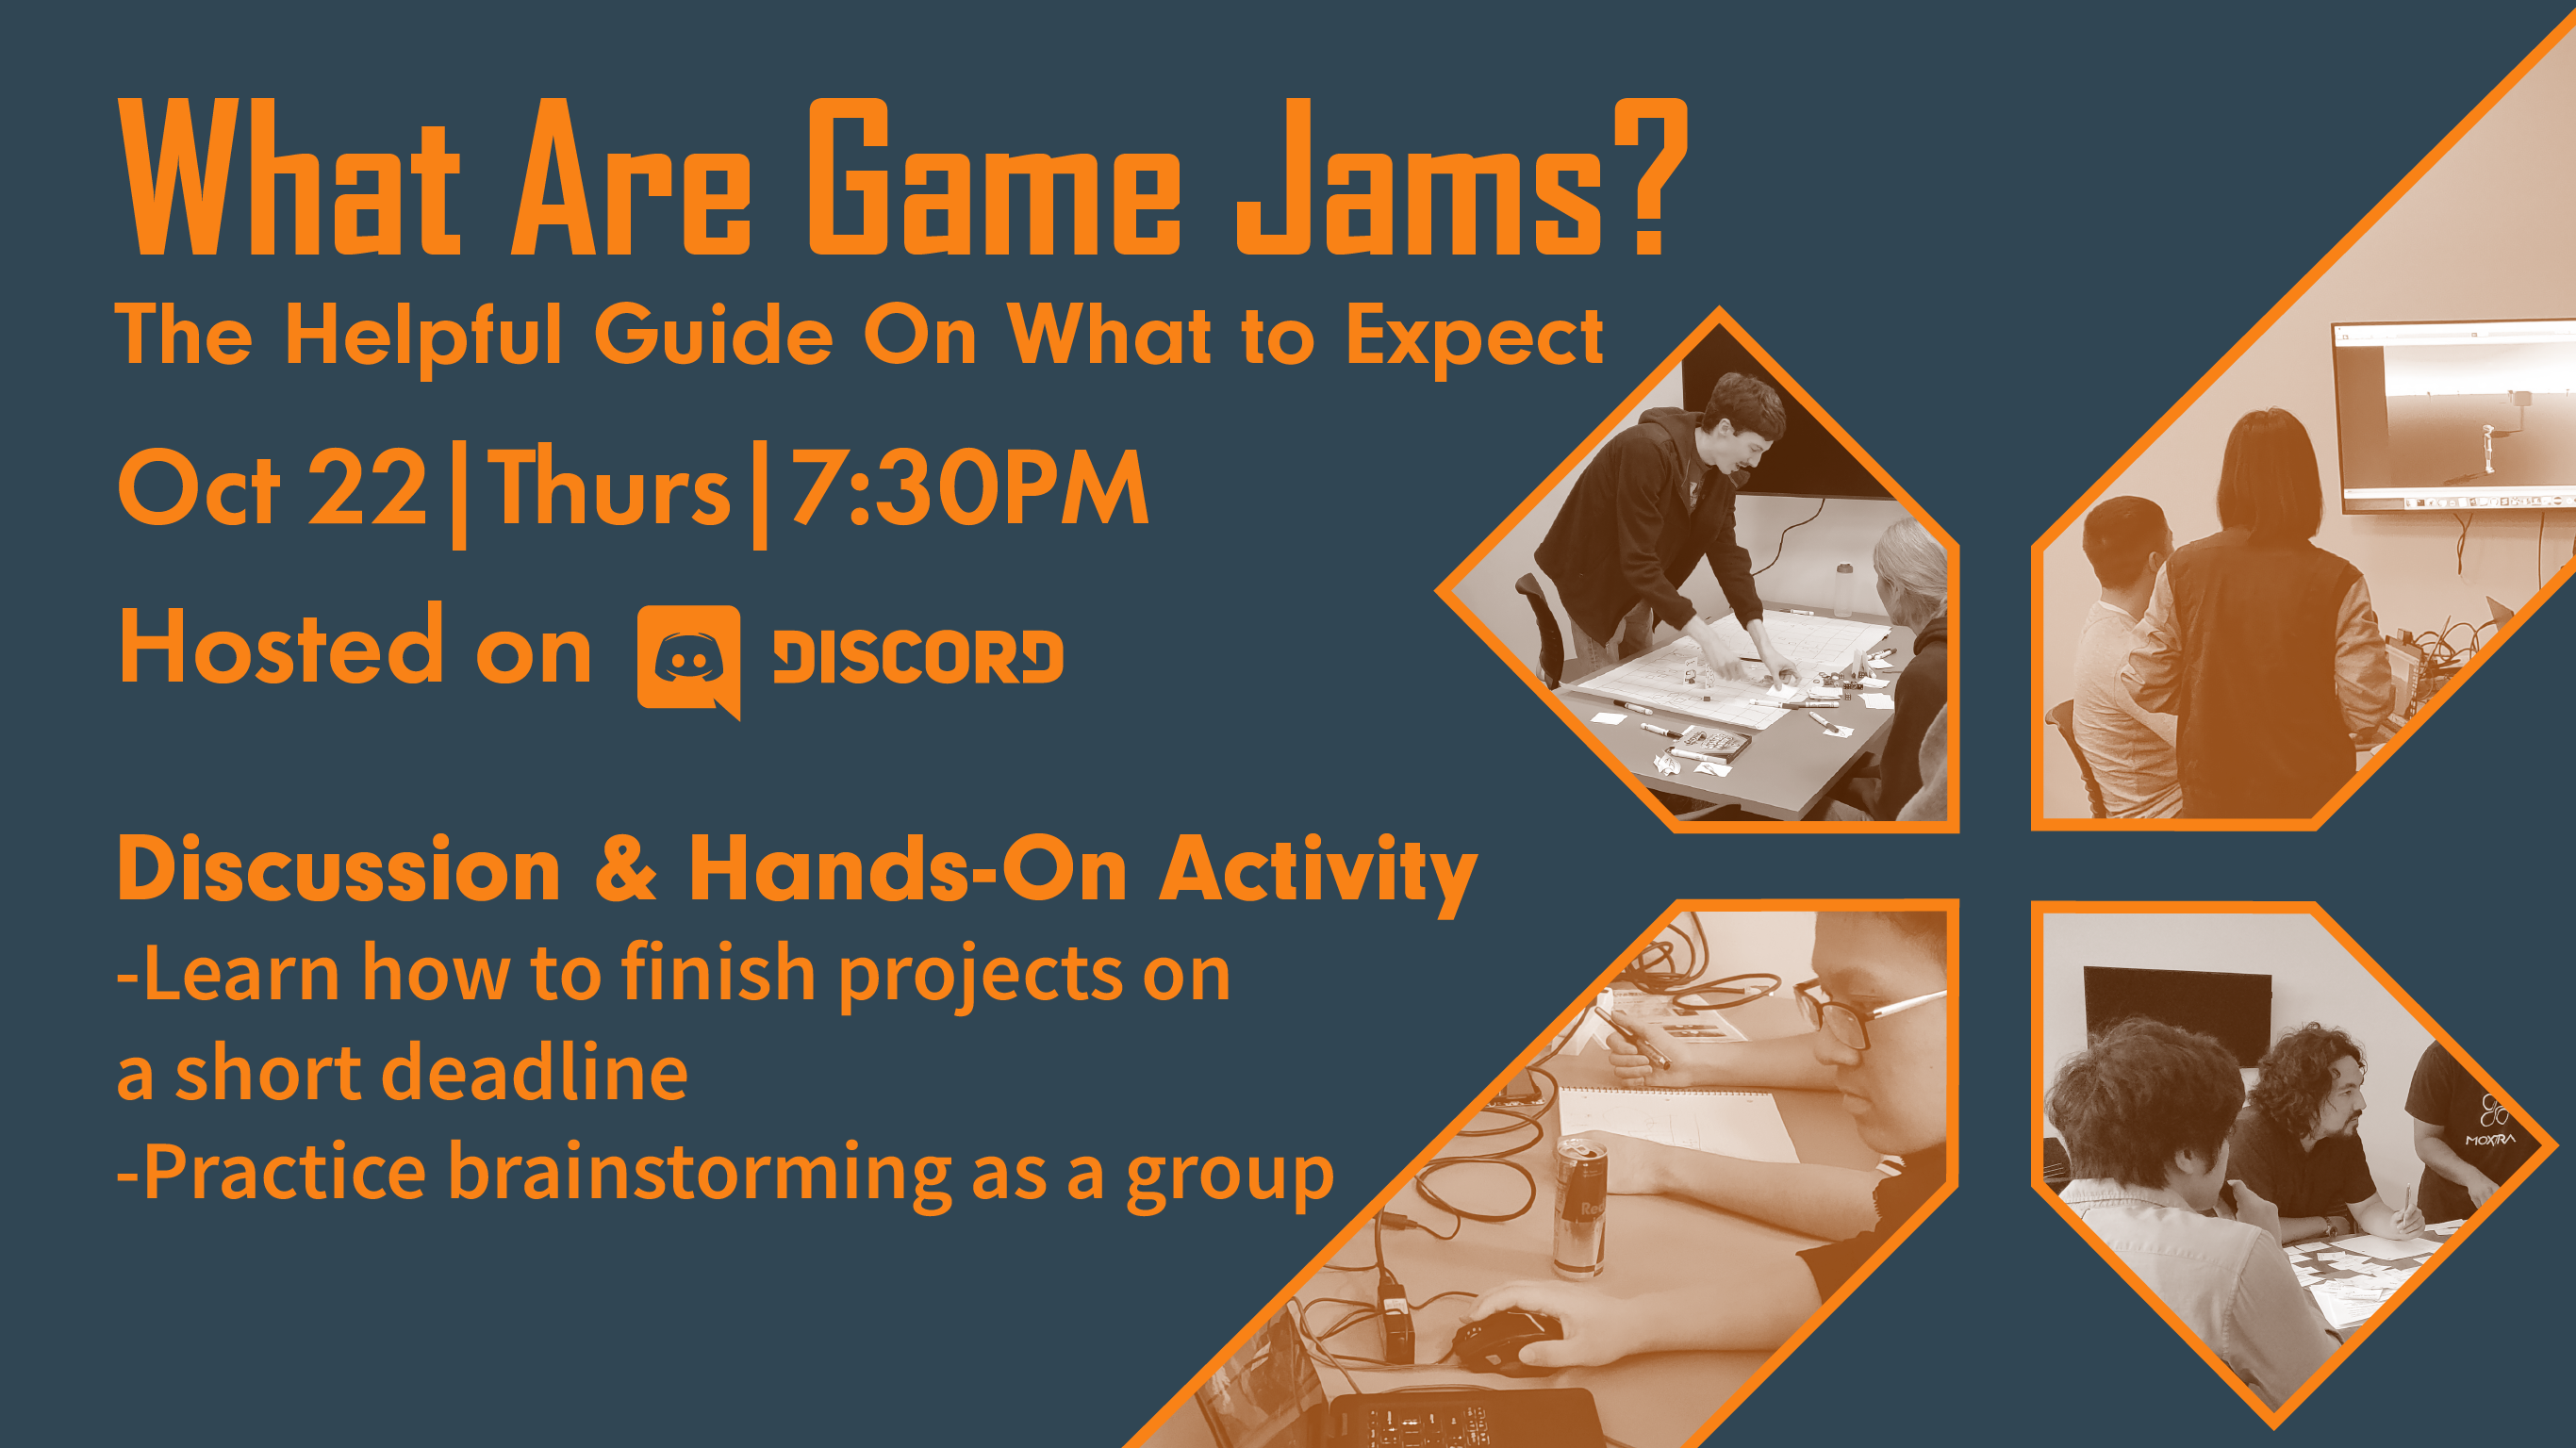 What Are Game Jams?
The Helpful Guide On What to Expect
Oct 22|Thurs|7:30PM
Hosted on DISCORD
Discussion & Hands-On Activity
-Learn how to finish projects on
a short deadline
-Practice brainstorming as a group
MOXTRA